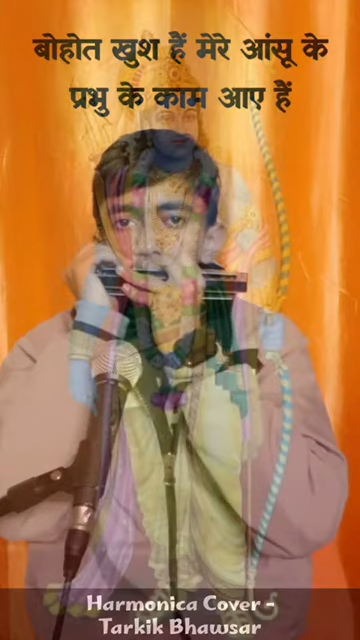 बोहोत खुश हैं मेरे आंसू के
प्रभु के काम आए हैं
Harmonica Cover -
Tarkik Bhawsar